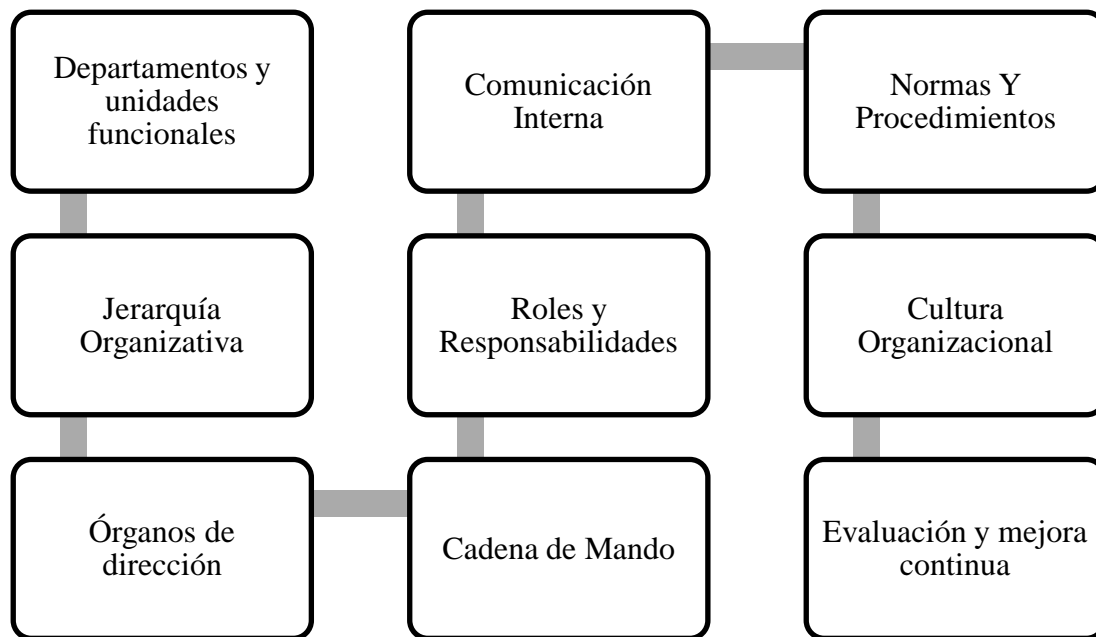 Departamentos y
unidades
funcionales
Jerarquía
Organizativa
Órganos de
dirección
Cadena de Mando
Roles y
Responsabilidades
Comunicación
Interna
Normas Y
Procedimientos
Cultura
Organizacional
Evaluación y mejora
continua